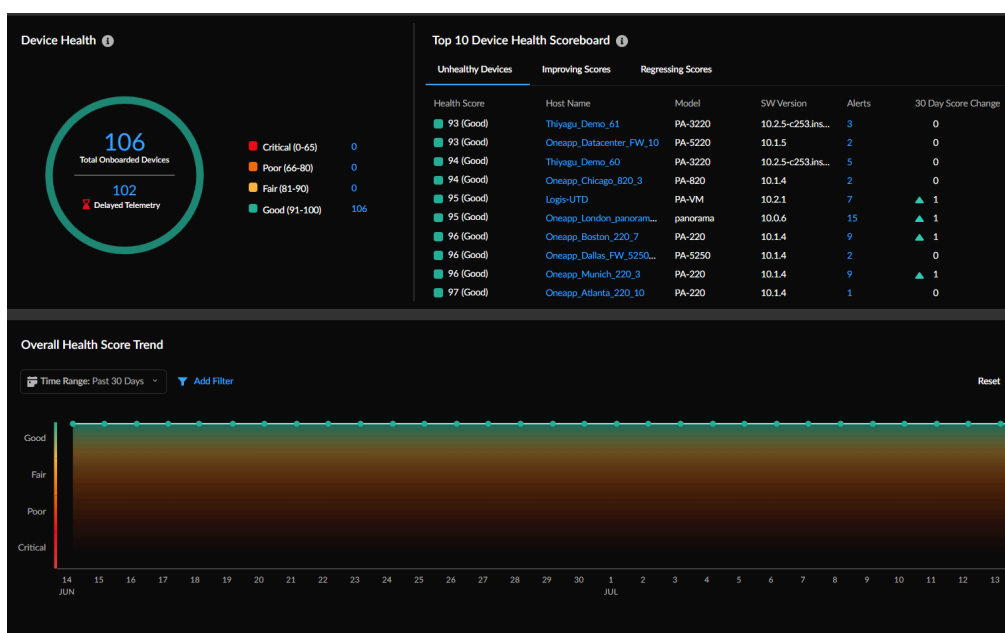 Device Health
106
Total Onboarded Devices
102
Delayed Telemetry
Critical (0-65) 0
Poor (66-80) 0
Fair (81-90) 0
Good (91-100) 106
Top 10 Device Health Scoreboard
Unhealthy Devices Improving Scores Regressing Scores
Health Score Host Name Model SW Version Alerts 30 Day Score Change
93 (Good) Thiyagu_Demo_61 PA-3220 10.2.5-c253.ins... 3 0
93 (Good) Oneapp_Datacenter_FW_10 PA-5220 10.1.5 2 0
94 (Good) Thiyagu_Demo_60 PA-3220 10.2.5-c253.ins... 5 0
94 (Good) Oneapp_Chicago_820_3 PA-820 10.1.4 2 0
95 (Good) Logis-UTD PA-VM 10.2.1 7 1
95 (Good) Oneapp_London_panoram... panorama 10.0.6 15 1
96 (Good) Oneapp_Boston_220_7 PA-220 10.1.4 9 1
96 (Good) Oneapp_Dallas_FW_5250... PA-5250 10.1.4 2 0
96 (Good) Oneapp_Munich_220_3 PA-220 10.1.4 9 1
97 (Good) Oneapp_Atlanta_220_10 PA-220 10.1.4 1 0
Overall Health Score Trend
Time Range: Past 30 Days Add Filter Reset
Good
Fair
Poor
Critical
14 15 16 17 18 19 20 21 22 23 24 25 26 27 28 29 30 1 2 3 4 5 6 7 8 9 10 11 12 13
JUN JUL